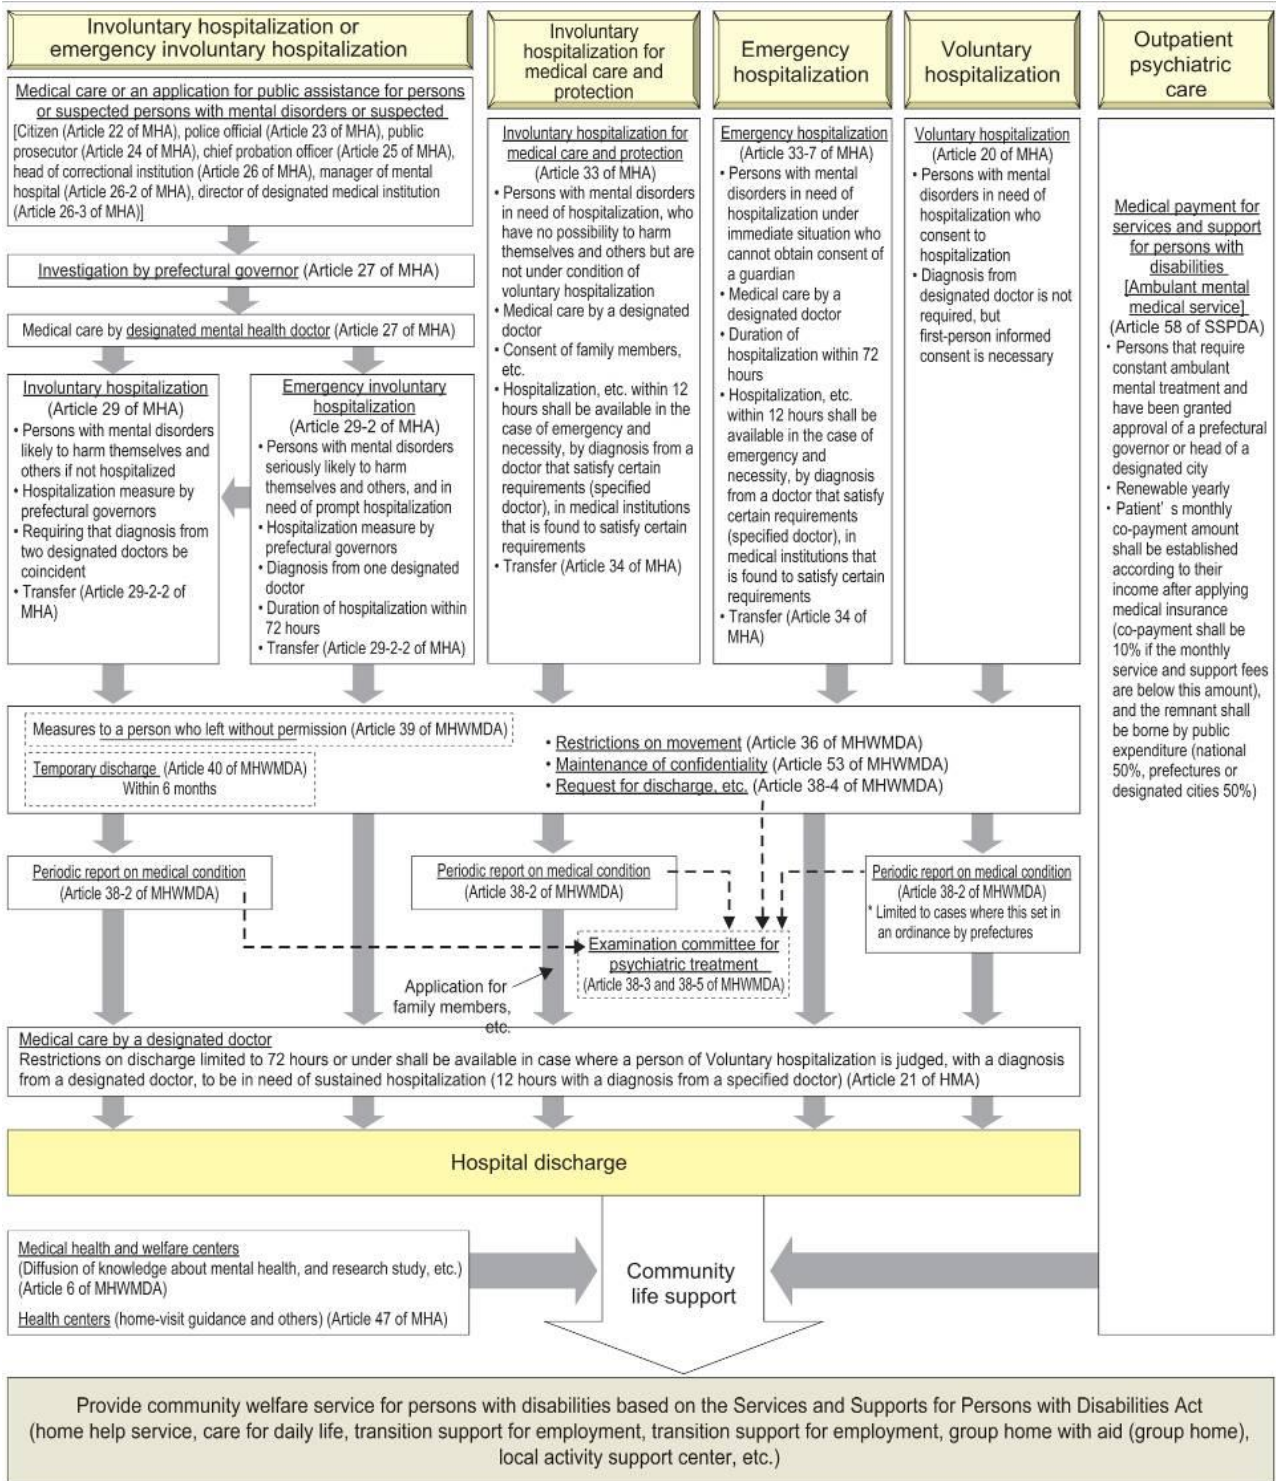 Involuntary hospitalization or
emergency involuntary hospitalization
Involuntary
hospitalization for
medical care and
protection
Emergency
hospitalization
Voluntary
hospitalization
Outpatient
psychiatric
care
Medical care or an application for public assistance for persons
or suspected persons with mental disorders or suspected
[Citizen (Article 22 of MHA), police official (Article 23 of MHA), public
prosecutor (Article 24 of MHA), chief probation officer (Article 25 of MHA),
head of correctional institution (Article 26 of MHA), manager of mental
hospital (Article 26-2 of MHA), director of designated medical institution
(Article 26-3 of MHA)]
Investigation by prefectural governor (Article 27 of MHA)
Medical care by designated mental health doctor (Article 27 of MHA)
Involuntary hospitalization
(Article 29 of MHA)
• Persons with mental disorders
likely to harm themselves and
others if not hospitalized
• Hospitalization measure by
prefectural governors
• Requiring that diagnosis from
two designated doctors be
coincident
• Transfer (Article 29-2-2 of
MHA)
Emergency involuntary
hospitalization
(Article 29-2 of MHA)
• Persons with mental disorders
seriously likely to harm
themselves and others, and in
need of prompt hospitalization
• Hospitalization measure by
prefectural governors
• Diagnosis from one designated
doctor
• Duration of hospitalization within
72 hours
• Transfer (Article 29-2-2 of MHA)
Involuntary hospitalization for
medical care and protection
(Article 33 of MHA)
• Persons with mental disorders
in need of hospitalization, who
have no possibility to harm
themselves and others but are
not under condition of
voluntary hospitalization
• Medical care by a designated
doctor
• Consent of family members,
etc.
• Hospitalization, etc. within 12
hours shall be available in the
case of emergency and
necessity, by diagnosis from a
doctor that satisfy certain
requirements (specified
doctor), in medical institutions
that is found to satisfy certain
requirements
• Transfer (Article 34 of MHA)
Emergency hospitalization
(Article 33-7 of MHA)
• Persons with mental
disorders in need of
hospitalization under
immediate situation who
cannot obtain consent of
a guardian
• Medical care by a
designated doctor
• Duration of
hospitalization within 72
hours
• Hospitalization, etc.
within 12 hours shall be
available in the case of
emergency and
necessity, by diagnosis
from a doctor that satisfy
certain requirements
(specified doctor), in
medical institutions that
is found to satisfy certain
requirements
• Transfer (Article 34 of
MHA)
Voluntary hospitalization
(Article 20 of MHA)
• Persons with mental
disorders in need of
hospitalization who
consent to
hospitalization
• Diagnosis from
designated doctor is not
required, but
first-person informed
consent is necessary
Medical payment for
services and support
for persons with
disabilities
[Ambulant mental
medical service]
(Article 58 of SSPDA)
• Persons that require
constant ambulant
mental treatment and
have been granted
approval of a prefectural
governor or head of a
designated city
• Renewable yearly
• Patient’ s monthly
co-payment amount
shall be established
according to their
income after applying
medical insurance
(co-payment shall be
10% if the monthly
service and support fees
are below this amount),
and the remnant shall
be borne by public
expenditure (national
50%, prefectures or
designated cities 50%)
Measures to a person who left without permission (Article 39 of MHWMDA)
Temporary discharge (Article 40 of MHWMDA)
Within 6 months
• Restrictions on movement (Article 36 of MHWMDA)
• Maintenance of confidentiality (Article 53 of MHWMDA)
• Request for discharge, etc. (Article 38-4 of MHWMDA)
Periodic report on medical condition
(Article 38-2 of MHWMDA)
Periodic report on medical condition
(Article 38-2 of MHWMDA)
Periodic report on medical condition
(Article 38-2 of MHWMDA)
* Limited to cases where this set in
an ordinance by prefectures
Examination committee for
psychiatric treatment
(Article 38-3 and 38-5 of MHWMDA)
Application for
family members,
etc.
Medical care by a designated doctor
Restrictions on discharge limited to 72 hours or under shall be available in case where a person of Voluntary hospitalization is judged, with a diagnosis
from a designated doctor, to be in need of sustained hospitalization (12 hours with a diagnosis from a specified doctor) (Article 21 of HMA)
Hospital discharge
Medical health and welfare centers
(Diffusion of knowledge about mental health, and research study, etc.)
(Article 6 of MHWMDA)
Health centers (home-visit guidance and others) (Article 47 of MHA)
Community
life support
Provide community welfare service for persons with disabilities based on the Services and Supports for Persons with Disabilities Act
(home help service, care for daily life, transition support for employment, transition support for employment, group home with aid (group home),
local activity support center, etc.)